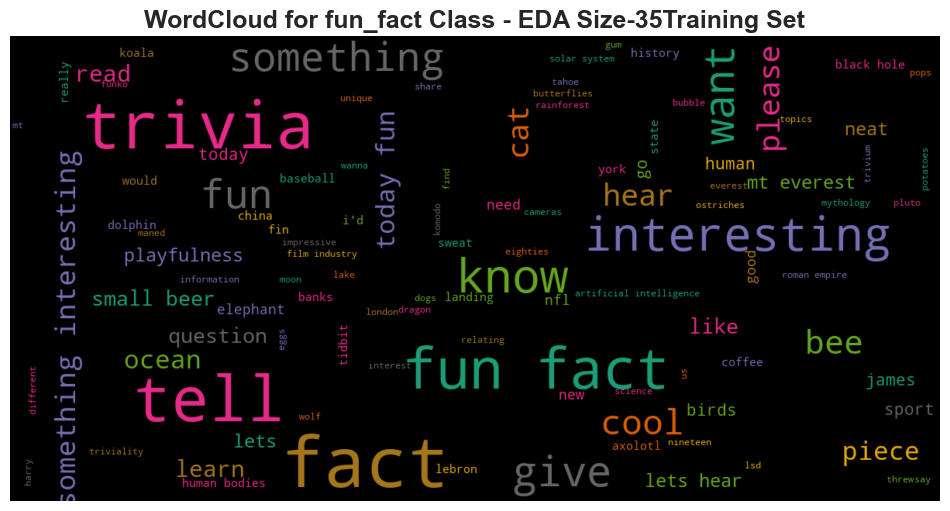 WordCloud for fun_fact Class - EDA Size-35Training Set
koala
something
gum
solar system
history
want
please
black hole
pops
really
read
funko
tahoe
butterflies
share
unique
rainforest
bubble
mt
trivia
today
today fun
cat
state
topics
neat
something interesting
wanna
would
baseball
fun
find
york
go
human
trivium
potatoes
hear
everest
mt everest
need
cameras
ostriches
mythology
pluto
china
fin
i'd
komodo
dolphin
maned
impressive
sweat
interesting
playfulness
film industry
eighties
good
roman empire
information
moon
lake
know
artificial intelligence
small beer
banks
dogs
landing
nfl
elephant
london
dragon
like
question
eggs
tidbit
relating
bee
ocean
interest
fun fact
coffee
us
science
james
different
tell
new
wolf
cool
birds
sport
lets
axolotl
nineteen
triviality
fact
piece
learn
lebron
give
lsd
harry
human bodies
lets hear
threwsay